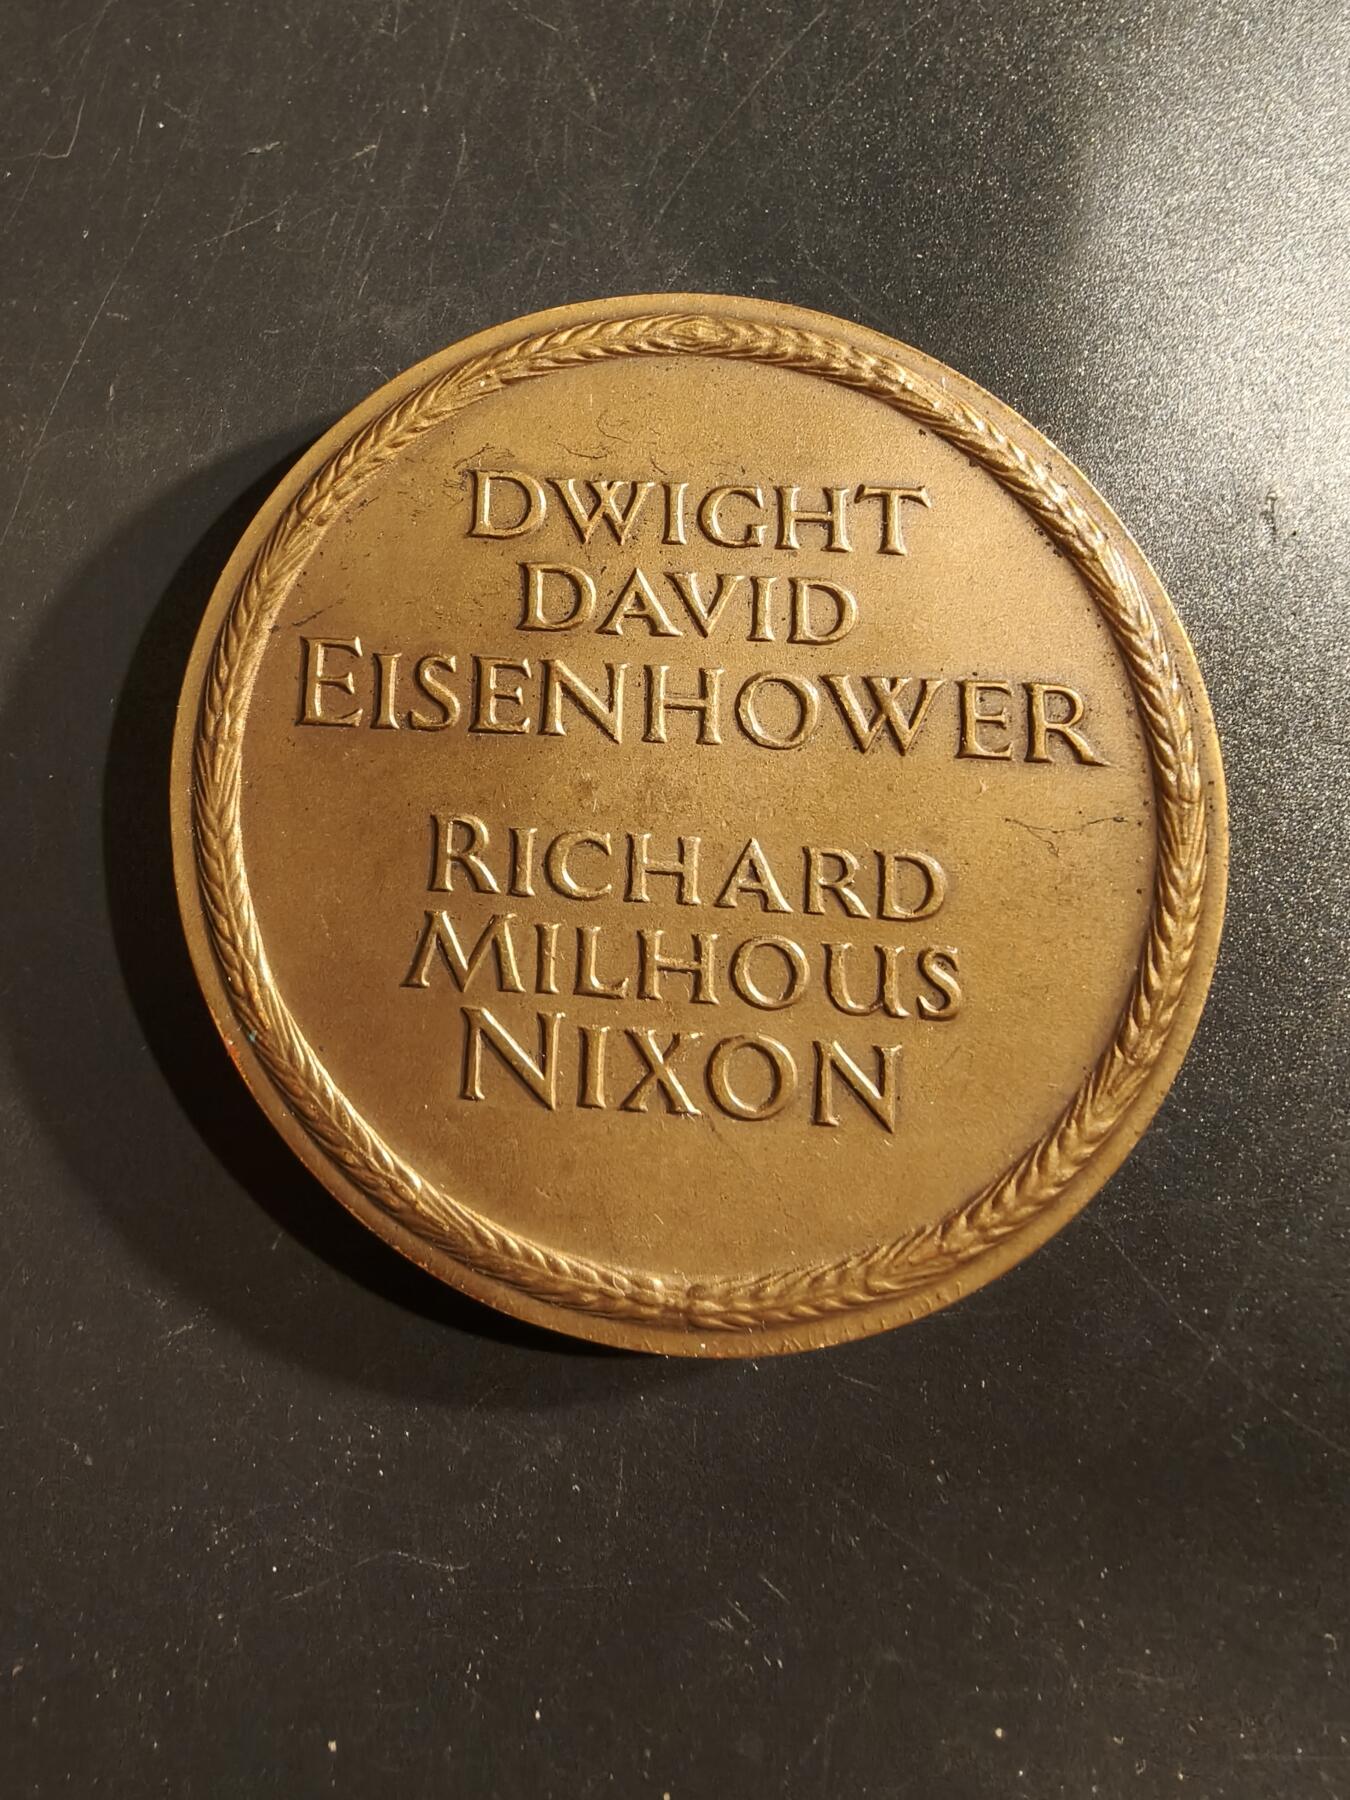 DWIGHT
DAVID
EISENHOWER
RICHARD
MILHOUS
NIXON